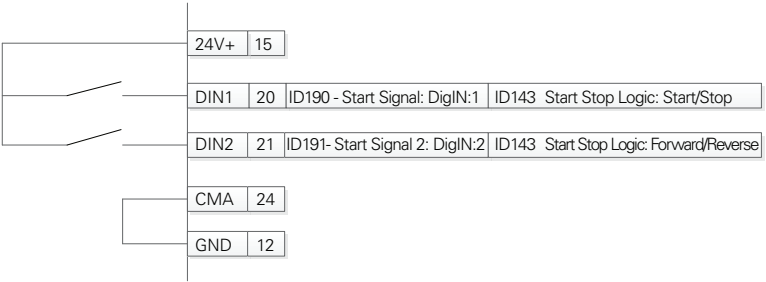 24V+ 15
DIN1 20 ID190 - Start Signal: DigIN:1 ID143 Start Stop Logic: Start/Stop
DIN2 21 ID191- Start Signal 2: DigIN:2 ID143 Start Stop Logic: Forward/Reverse
CMA 24
GND 12